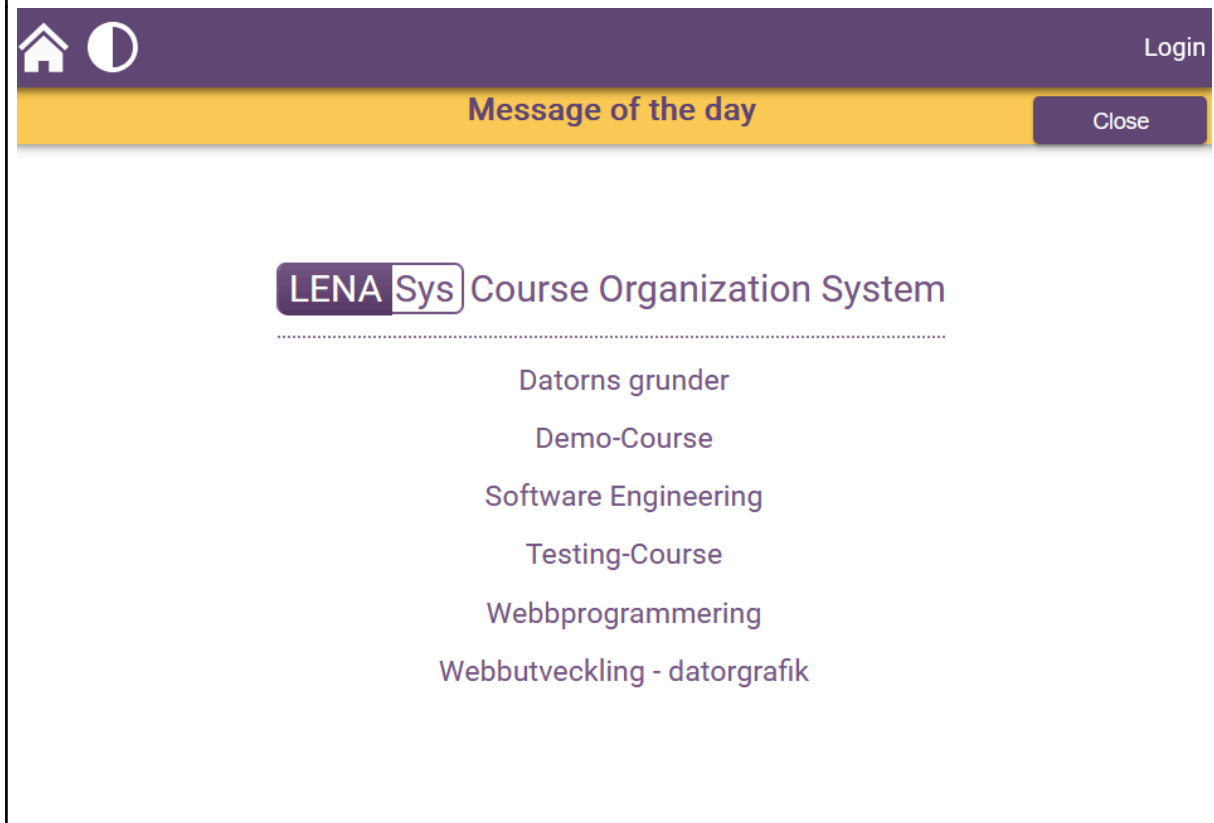 Login
Message of the day
Close
LENA Sys Course Organization System
Datorns grunder
Demo-Course
Software Engineering
Testing-Course
Webbprogrammering
Webbutveckling - datorgrafik